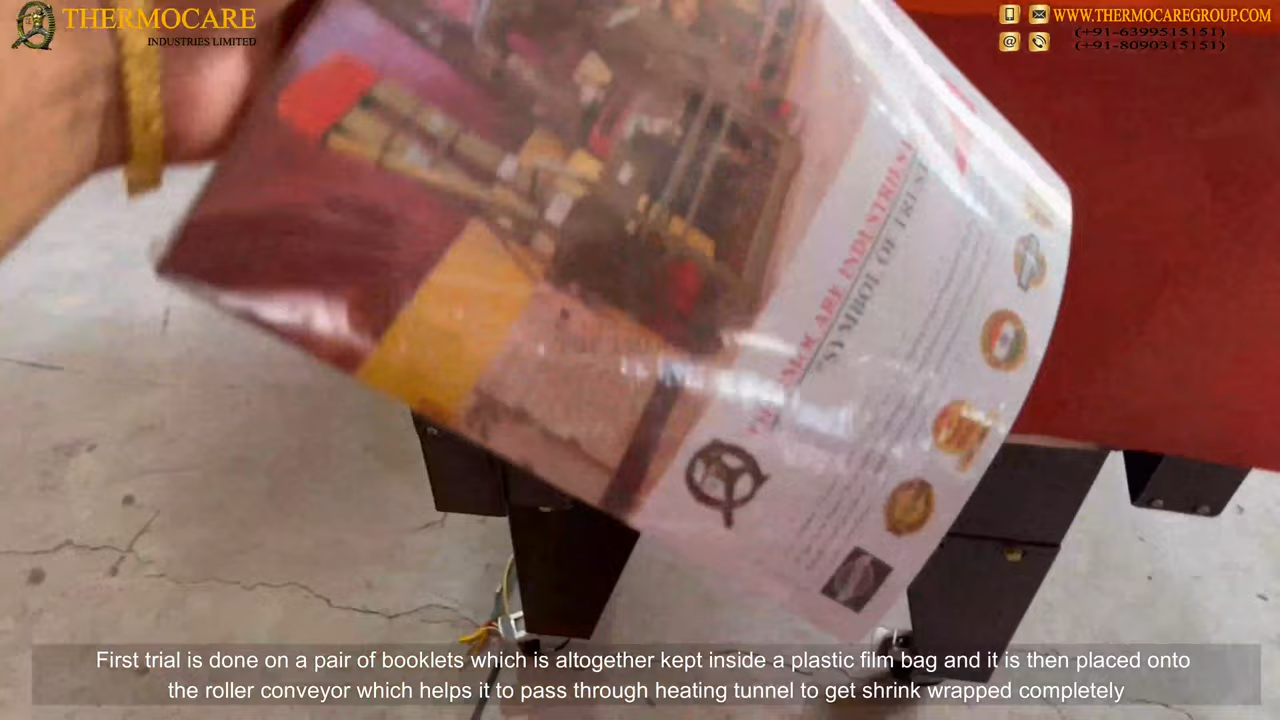 THERMOCARE
INDUSTRIES LIMITED
WWW.THERMOCAREGROUP.COM
(+91-6399515151)
(+91-8090315151)
INDUSTRIES
SYMBOL OF TRUST
First trial is done on a pair of booklets which is altogether kept inside a plastic film bag and it is then placed onto
the roller conveyor which helps it to pass through heating tunnel to get shrink wrapped completely